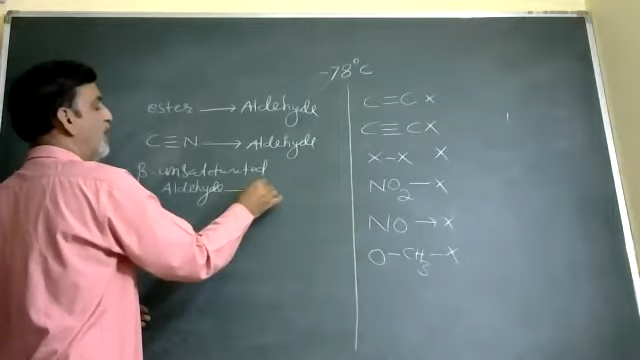 -78°C
ester → Aldehyde
C≡N → Aldehyde
β-unsaturated
Aldehyde —
C=C x
C≡C x
X-X x
NO₂ — x
NO → x
O-CH₃ - x